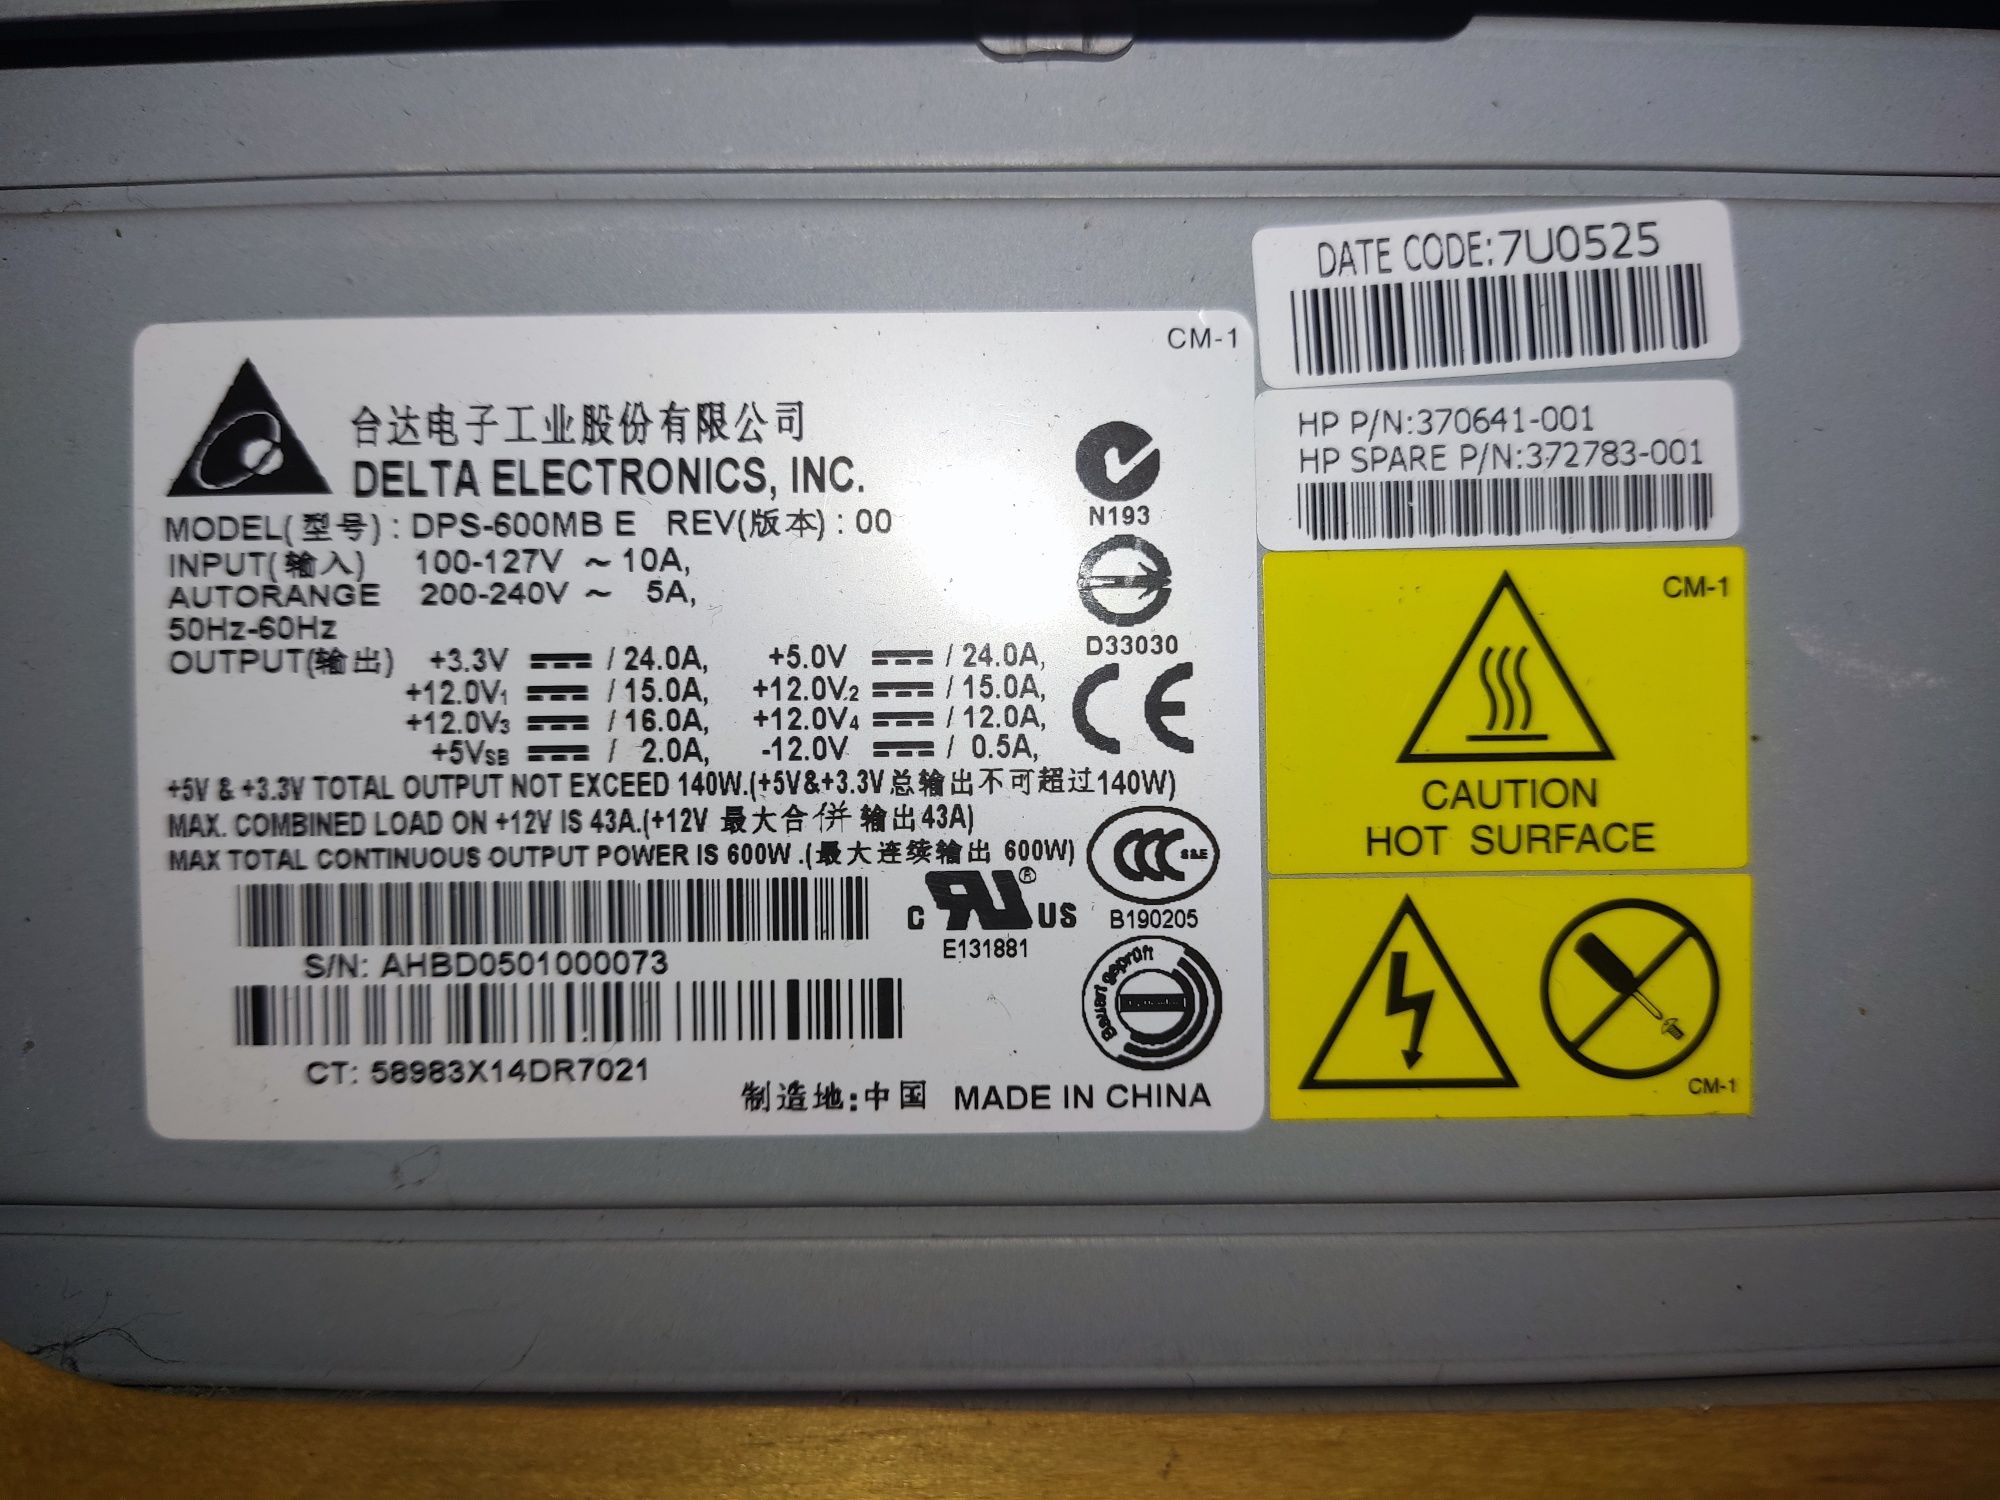 DATE CODE:7U0525
HP P/N:370641-001
HP SPARE P/N:372783-001
CM-1
台达电子工业股份有限公司
DELTA ELECTRONICS, INC.
MODEL(型号): DPS-600MB E REV(版本): 00
INPUT(输入) 100-127V ~ 10A,
AUTORANGE 200-240V ~ 5A,
50Hz-60Hz
OUTPUT(输出) +3.3V ⎓ / 24.0A, +5.0V ⎓ / 24.0A,
+12.0V1 ⎓ / 15.0A, +12.0V2 ⎓ / 15.0A,
+12.0V3 ⎓ / 16.0A, +12.0V4 ⎓ / 12.0A,
+5VSB ⎓ / 2.0A, -12.0V ⎓ / 0.5A,
+5V & +3.3V TOTAL OUTPUT NOT EXCEED 140W.(+5V&+3.3V总输出不可超过140W)
MAX. COMBINED LOAD ON +12V IS 43A.(+12V 最大合併输出43A)
MAX TOTAL CONTINUOUS OUTPUT POWER IS 600W.(最大连续输出 600W)
N193
D33030
CE
CCC S&E
B190205
C RU ® US
E131881
Bauart geprüft
S/N: AHBD0501000073
CT: 58983X14DR7021
制造地:中国 MADE IN CHINA
CM-1
CAUTION
HOT SURFACE
CM-1